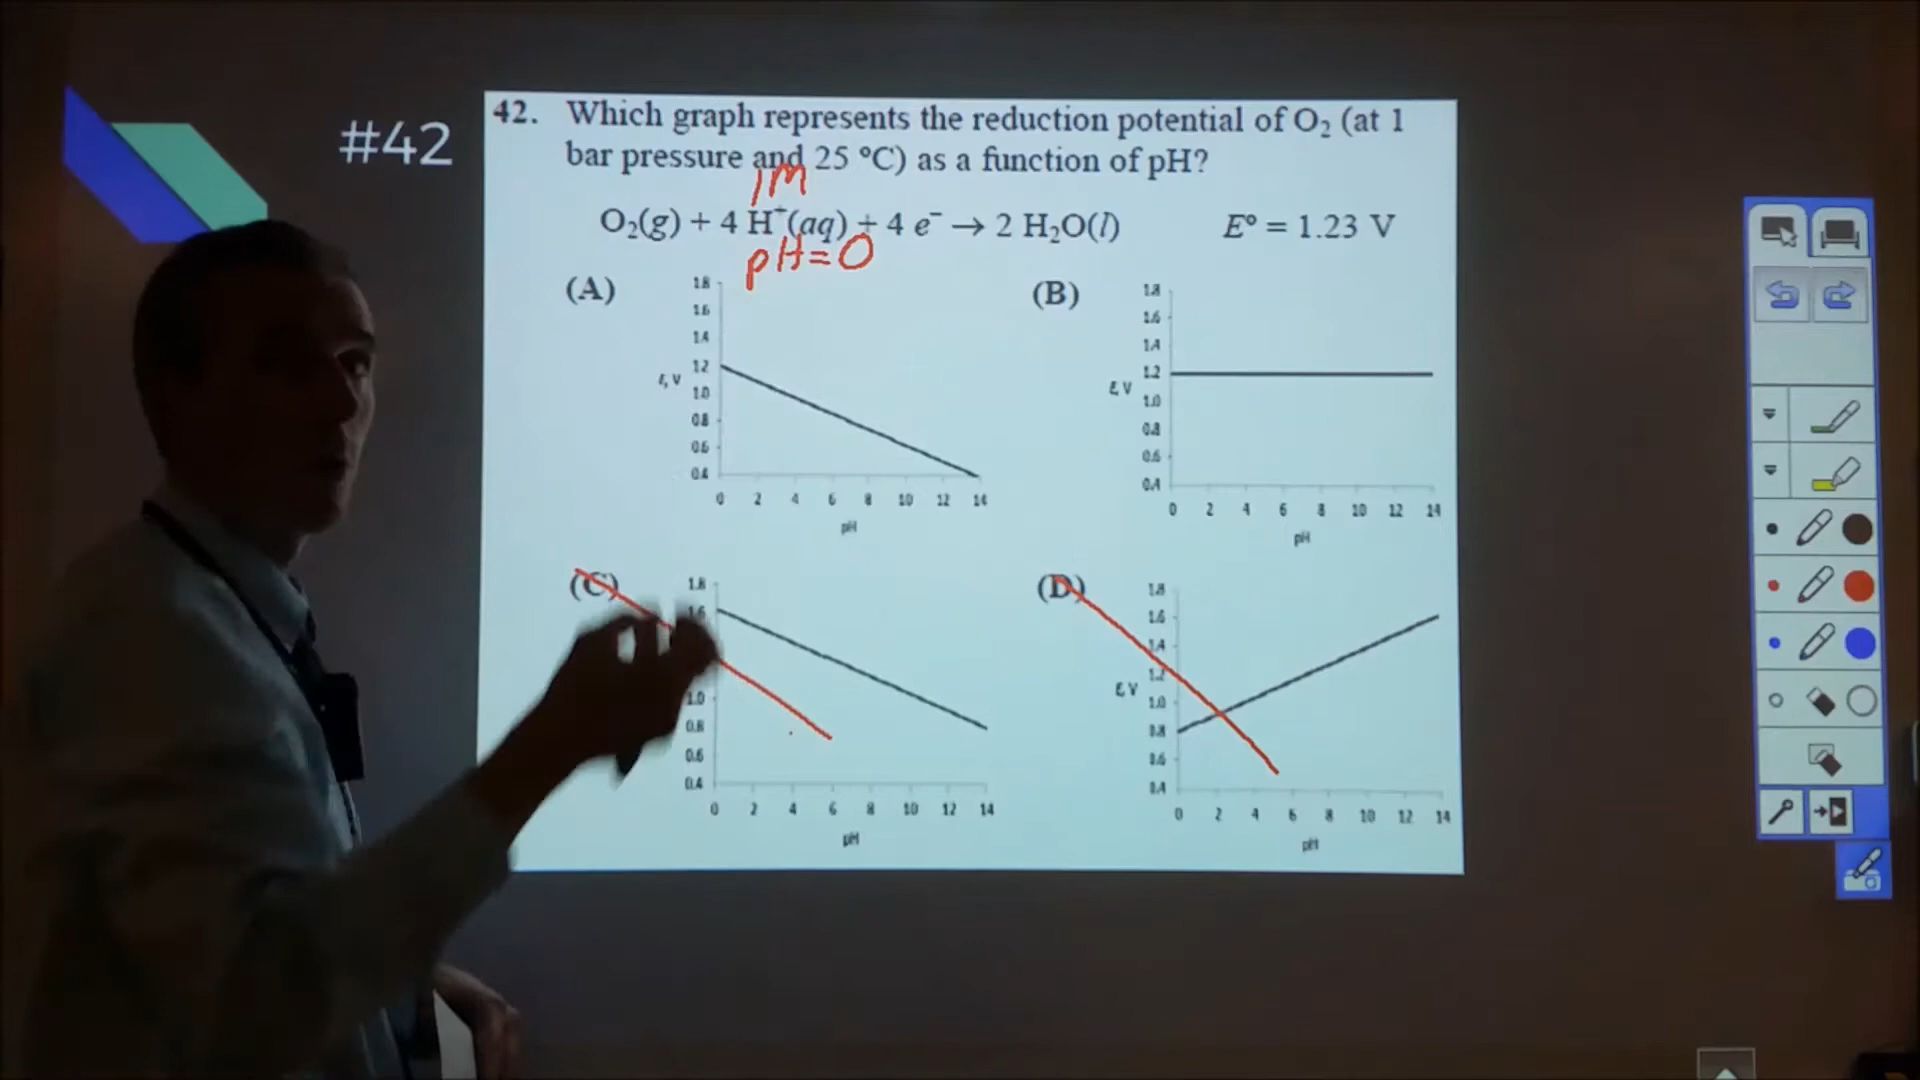 #42
42. Which graph represents the reduction potential of O₂ (at 1
bar pressure and 25 ºC) as a function of pH?
1M
O₂(g) + 4 H⁺(aq) + 4 e⁻ → 2 H₂O(l) Eº = 1.23 V
pH=0
(A)
1.8
1.6
1.4
1.2
1.0
0.8
0.6
0.4
E, V
0 2 4 6 8 10 12 14
pH
(B)
1.8
1.6
1.4
1.2
1.0
0.8
0.6
0.4
E, V
0 2 4 6 8 10 12 14
pH
(C)
1.8
1.6
1.0
0.8
0.6
0.4
0 2 4 6 8 10 12 14
pH
(D)
1.8
1.6
1.4
1.2
1.0
0.8
0.6
0.4
E, V
0 2 4 6 8 10 12 14
pH